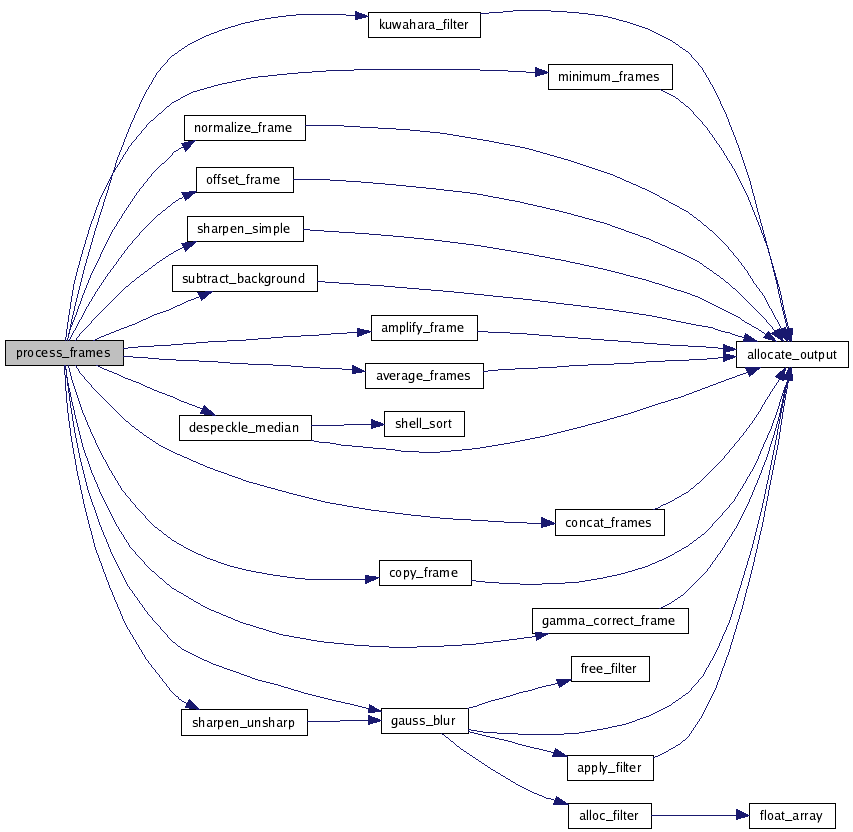 kuwahara_filter
minimum_frames
normalize_frame
offset_frame
sharpen_simple
subtract_background
amplify_frame
process_frames
allocate_output
average_frames
despeckle_median
shell_sort
concat_frames
copy_frame
gamma_correct_frame
free_filter
sharpen_unsharp
gauss_blur
apply_filter
alloc_filter
float_array